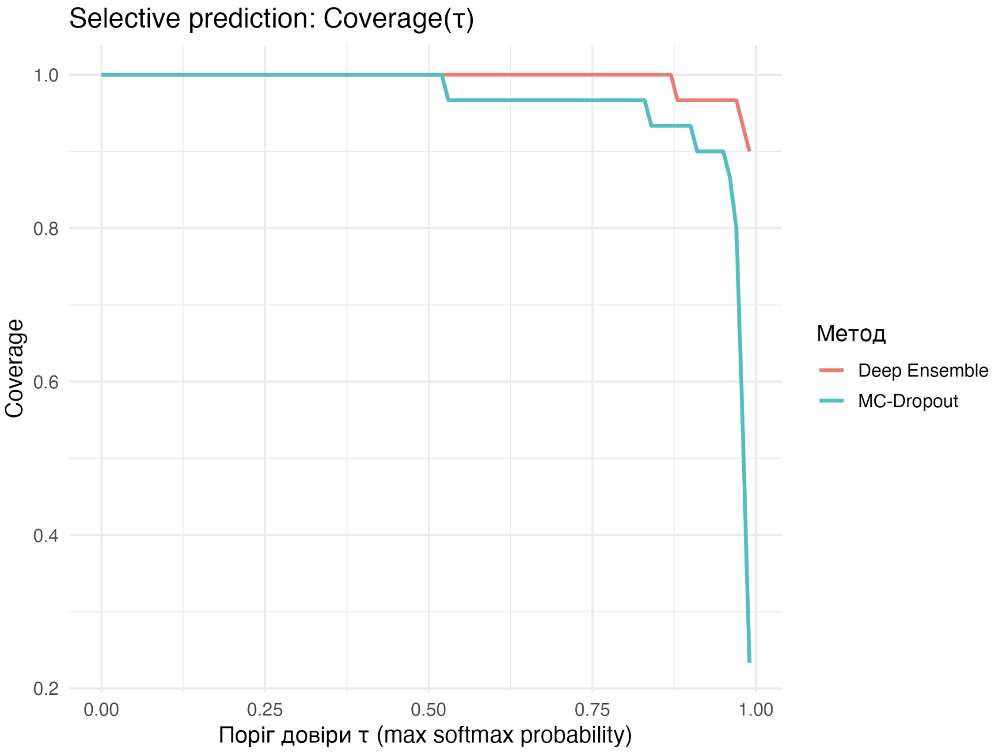 Selective prediction: Coverage(τ)
1.0
0.8
0.6
0.4
0.2
Coverage
0.00 0.25 0.50 0.75 1.00
Поріг довіри τ (max softmax probability)
Метод
Deep Ensemble
MC-Dropout